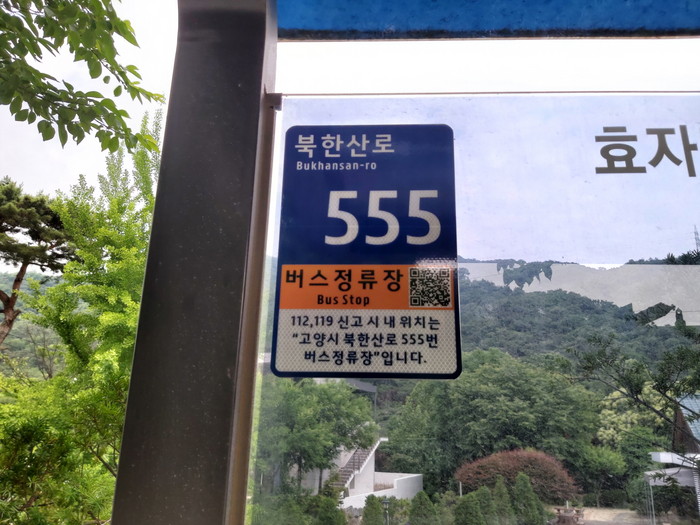 북한산로
Bukhansan-ro
555
버스정류장
Bus Stop
112,119 신고 시 내 위치는
"고양시 북한산로 555번
버스정류장"입니다.
효자